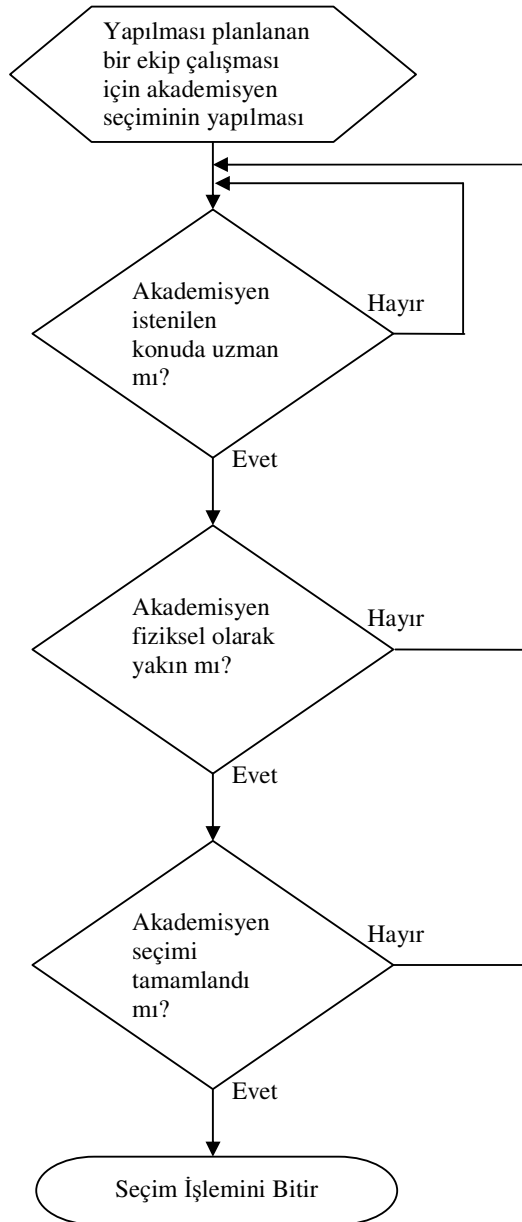 Yapılması planlanan
bir ekip çalışması
için akademisyen
seçiminin yapılması
Akademisyen
istenilen
konuda uzman
mı?
Hayır
Evet
Akademisyen
fiziksel olarak
yakın mı?
Hayır
Evet
Akademisyen
seçimi
tamamlandı
mı?
Hayır
Evet
Seçim İşlemini Bitir